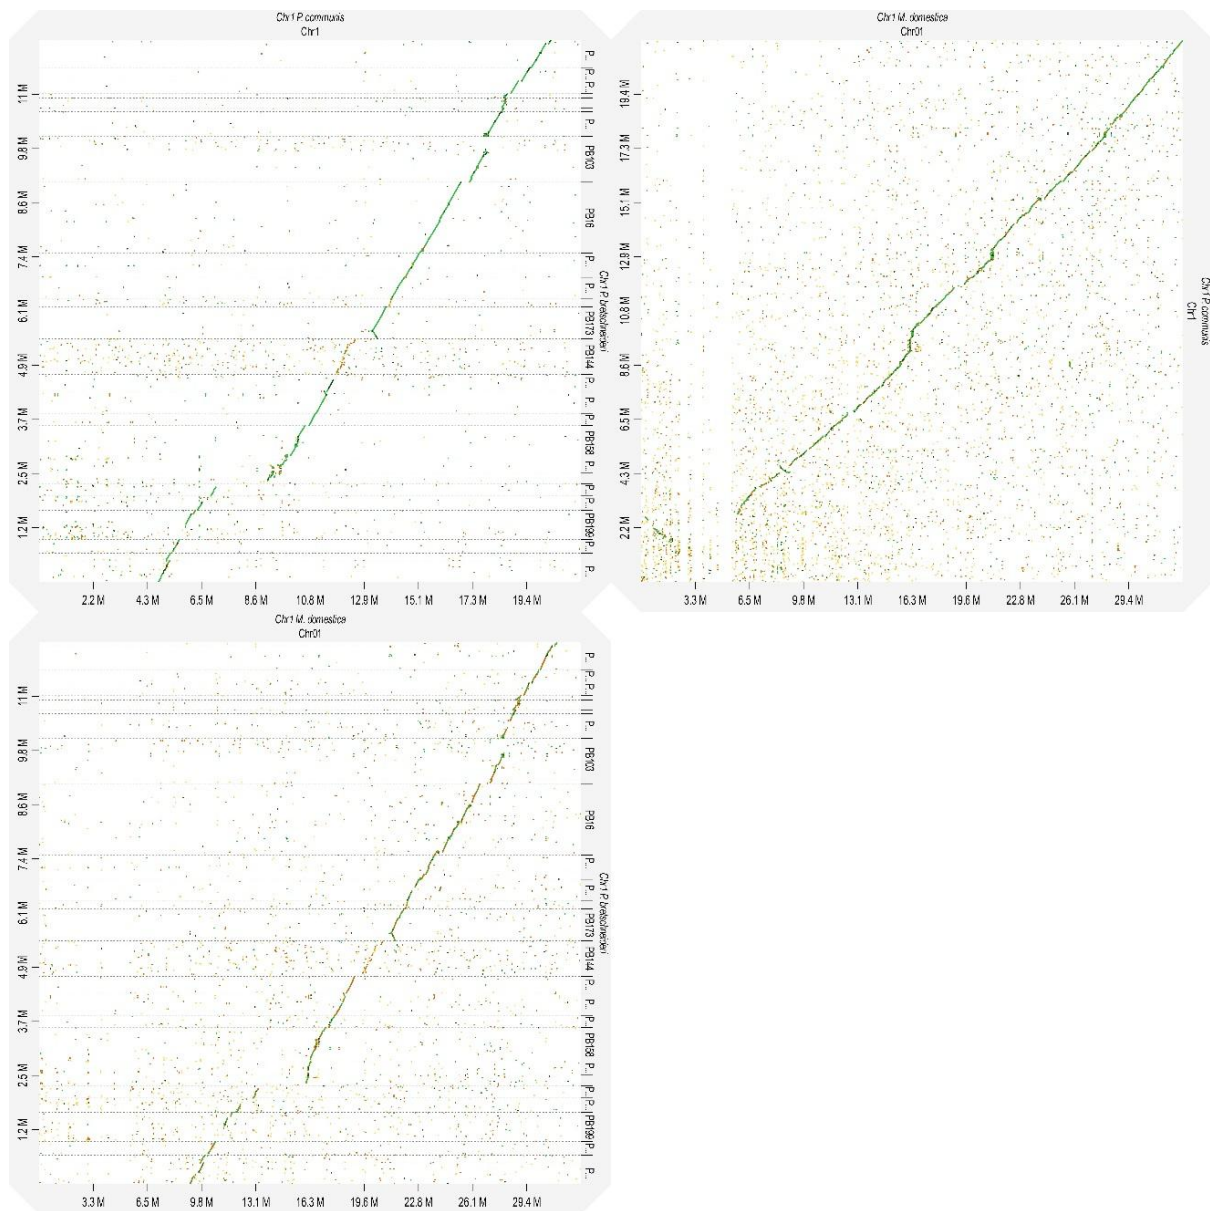 Chr1 P. communis
Chr1
11 M
9.8 M
8.6 M
7.4 M
6.1 M
4.9 M
3.7 M
2.5 M
1.2 M
P...
P...
P...
P...
PB103
PB16
P...
P...
PB173
PB144
P...
P...
P...
PB158
P...
P...
P...
PB199
P...
P...
Chr1 P. bretschneideri
2.2 M 4.3 M 6.5 M 8.6 M 10.8 M 12.9 M 15.1 M 17.3 M 19.4 M
Chr1 M. domestica
Chr01
19.4 M
17.3 M
15.1 M
12.9 M
10.8 M
8.6 M
6.5 M
4.3 M
2.2 M
Chr1 P. communis
Chr1
3.3 M 6.5 M 9.8 M 13.1 M 16.3 M 19.6 M 22.8 M 26.1 M 29.4 M
Chr1 M. domestica
Chr01
11 M
9.8 M
8.6 M
7.4 M
6.1 M
4.9 M
3.7 M
2.5 M
1.2 M
P...
P...
P...
P...
PB103
PB16
P...
P...
PB173
PB144
P...
P...
P...
PB158
P...
P...
P...
PB199
P...
P...
Chr1 P. bretschneideri
3.3 M 6.5 M 9.8 M 13.1 M 16.3 M 19.6 M 22.8 M 26.1 M 29.4 M